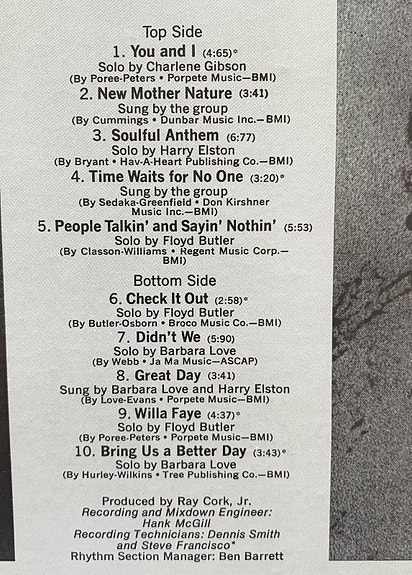 Top Side
1. You and I (4:65)*
Solo by Charlene Gibson
(By Poree-Peters • Porpete Music—BMI)
2. New Mother Nature (3:41)
Sung by the group
(By Cummings • Dunbar Music Inc.—BMI)
3. Soulful Anthem (6:77)
Solo by Harry Elston
(By Bryant • Hav-A-Heart Publishing Co.—BMI)
4. Time Waits for No One (3:20)*
Sung by the group
(By Sedaka-Greenfield • Don Kirshner
Music Inc.—BMI)
5. People Talkin' and Sayin' Nothin' (5:53)
Solo by Floyd Butler
(By Classon-Williams • Regent Music Corp.—
BMI)
Bottom Side
6. Check It Out (2:58)*
Solo by Floyd Butler
(By Butler-Osborn • Broco Music Co.—BMI)
7. Didn't We (5:90)
Solo by Barbara Love
(By Webb • Ja Ma Music—ASCAP)
8. Great Day (3:41)
Sung by Barbara Love and Harry Elston
(By Love-Evans • Porpete Music—BMI)
9. Willa Faye (4:37)*
Solo by Floyd Butler
(By Poree-Peters • Porpete Music—BMI)
10. Bring Us a Better Day (3:43)*
Solo by Barbara Love
(By Hurley-Wilkins • Tree Publishing Co.—BMI)
Produced by Ray Cork, Jr.
Recording and Mixdown Engineer:
Hank McGill
Recording Technicians: Dennis Smith
and Steve Francisco*
Rhythm Section Manager: Ben Barrett